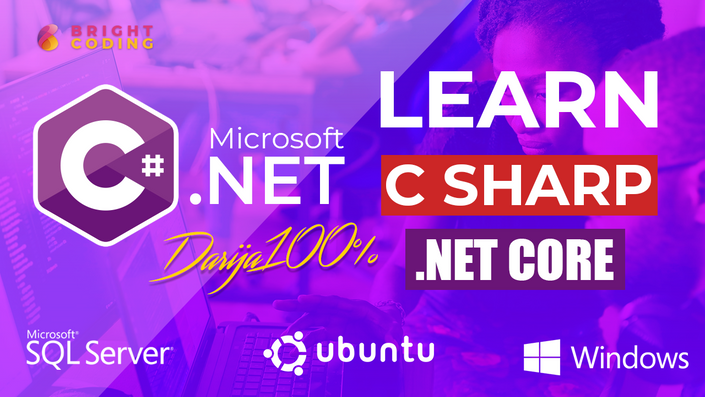 BRIGHT
CODING
C#
Microsoft
.NET
Darija100%
LEARN
C SHARP
.NET CORE
Microsoft®
SQL Server®
ubuntu
Windows